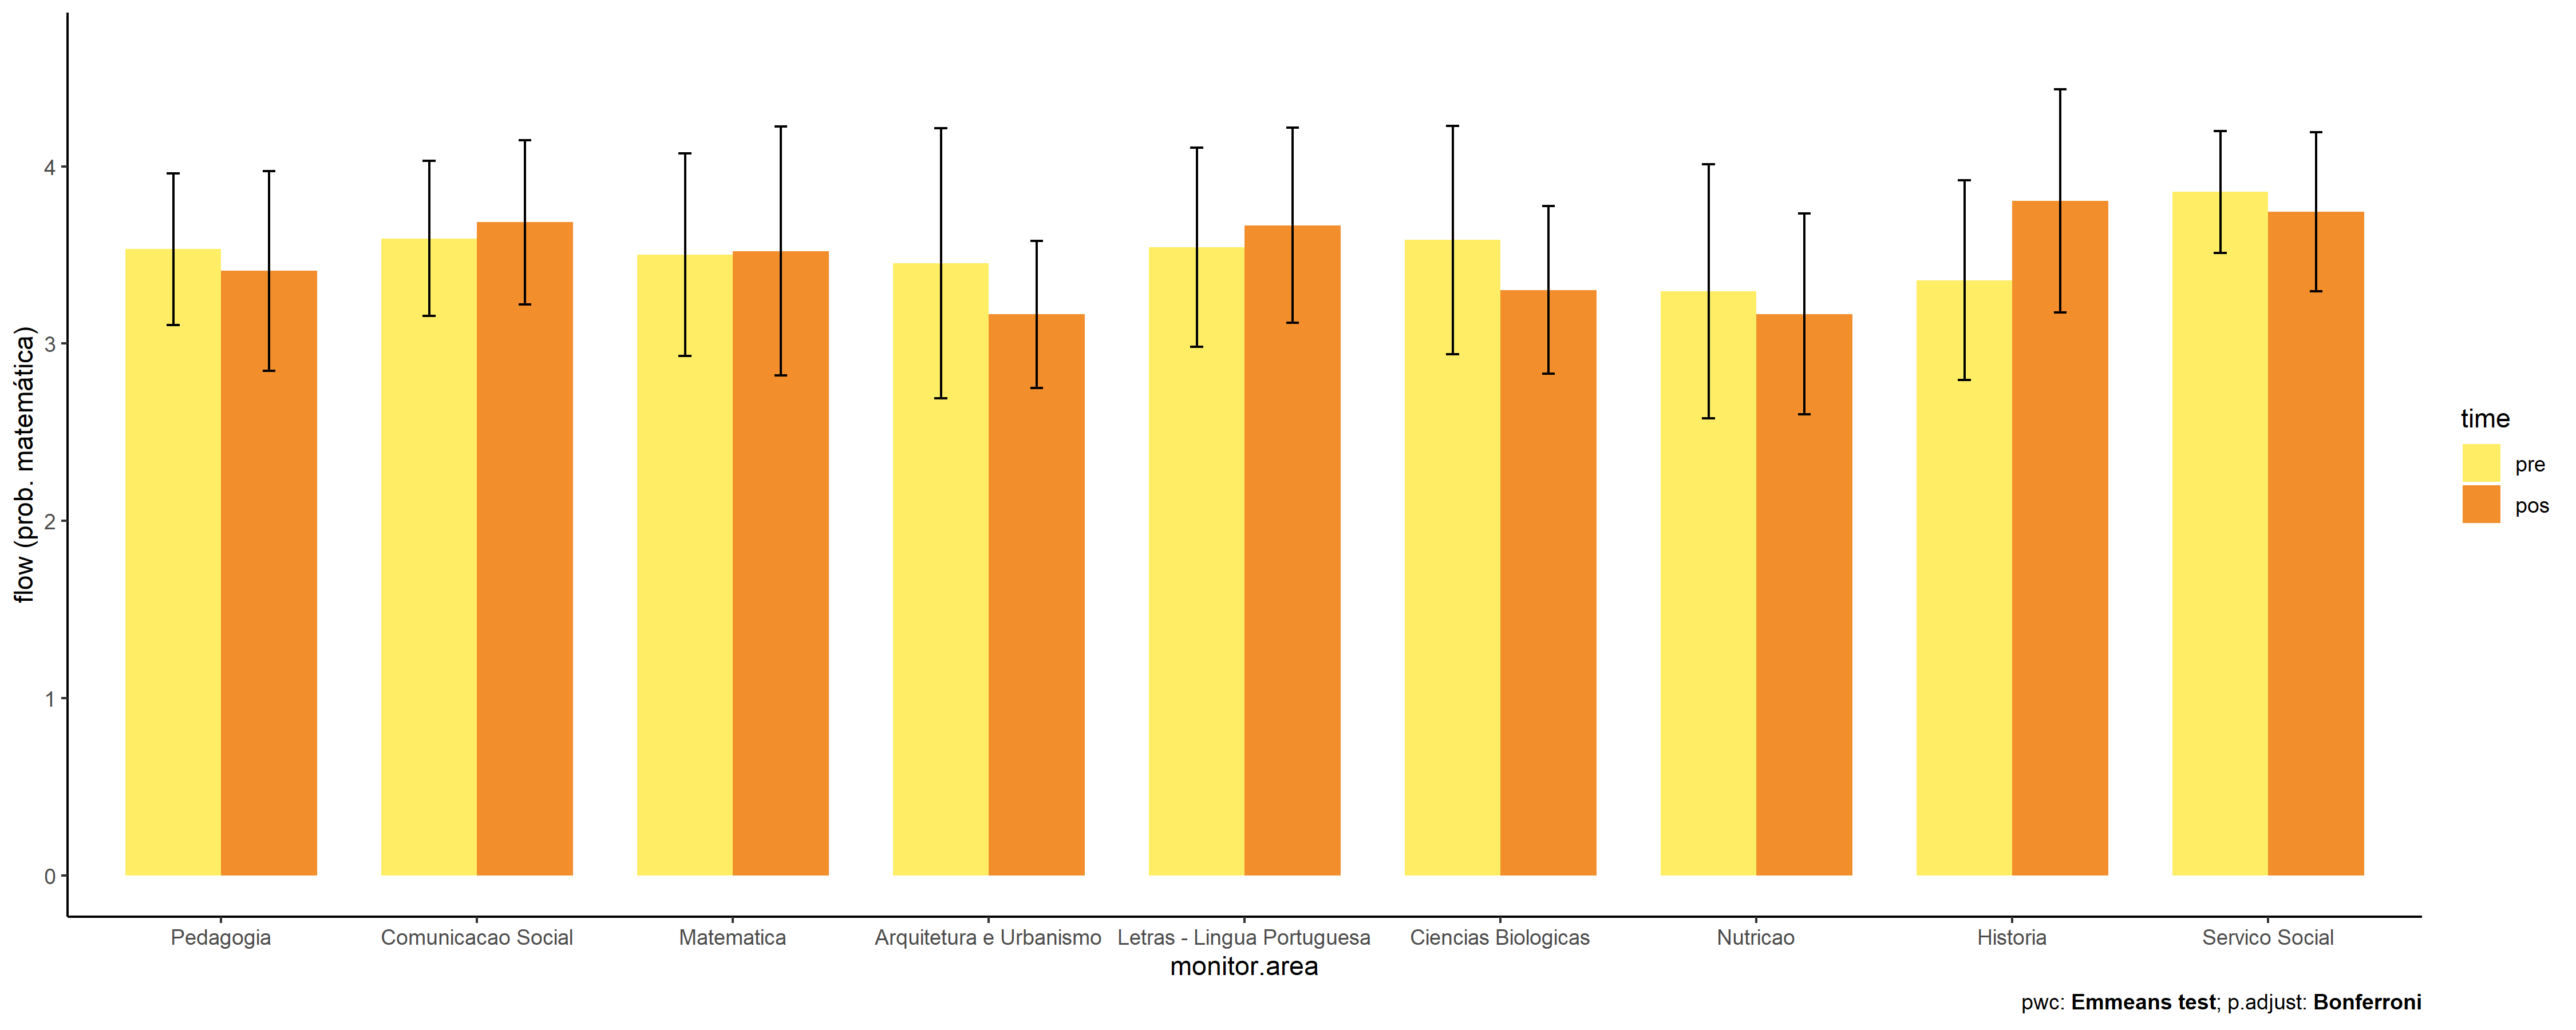 flow (prob. matemática)
4
3
2
1
0
Pedagogia
Comunicacao Social
Matematica
Arquitetura e Urbanismo
Letras - Lingua Portuguesa
Ciencias Biologicas
Nutricao
Historia
Servico Social
monitor.area
time
pre
pos
pwc: Emmeans test; p.adjust: Bonferroni